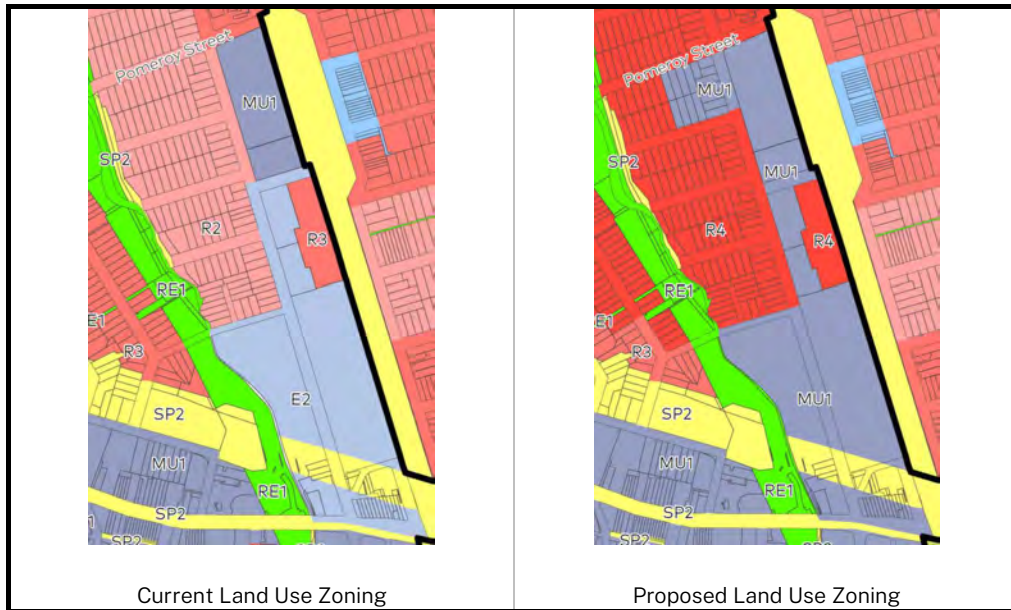 Pomeroy Street
MU1
SP2
R2
R3
RE1
E1
R3
E2
SP2
MU1
RE1
SP2
SP2
Current Land Use Zoning
Pomeroy Street
MU1
SP2
MU1
R4
R4
RE1
E1
R3
MU1
SP2
MU1
RE1
SP2
SP2
Proposed Land Use Zoning